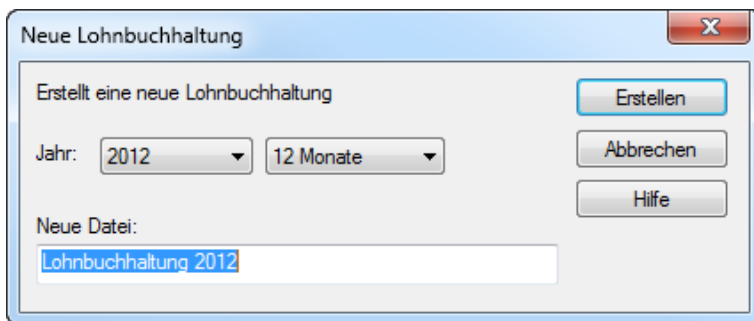 Neue Lohnbuchhaltung
Erstellt eine neue Lohnbuchhaltung
Erstellen
Jahr: 2012 12 Monate
Abbrechen
Hilfe
Neue Datei:
Lohnbuchhaltung 2012